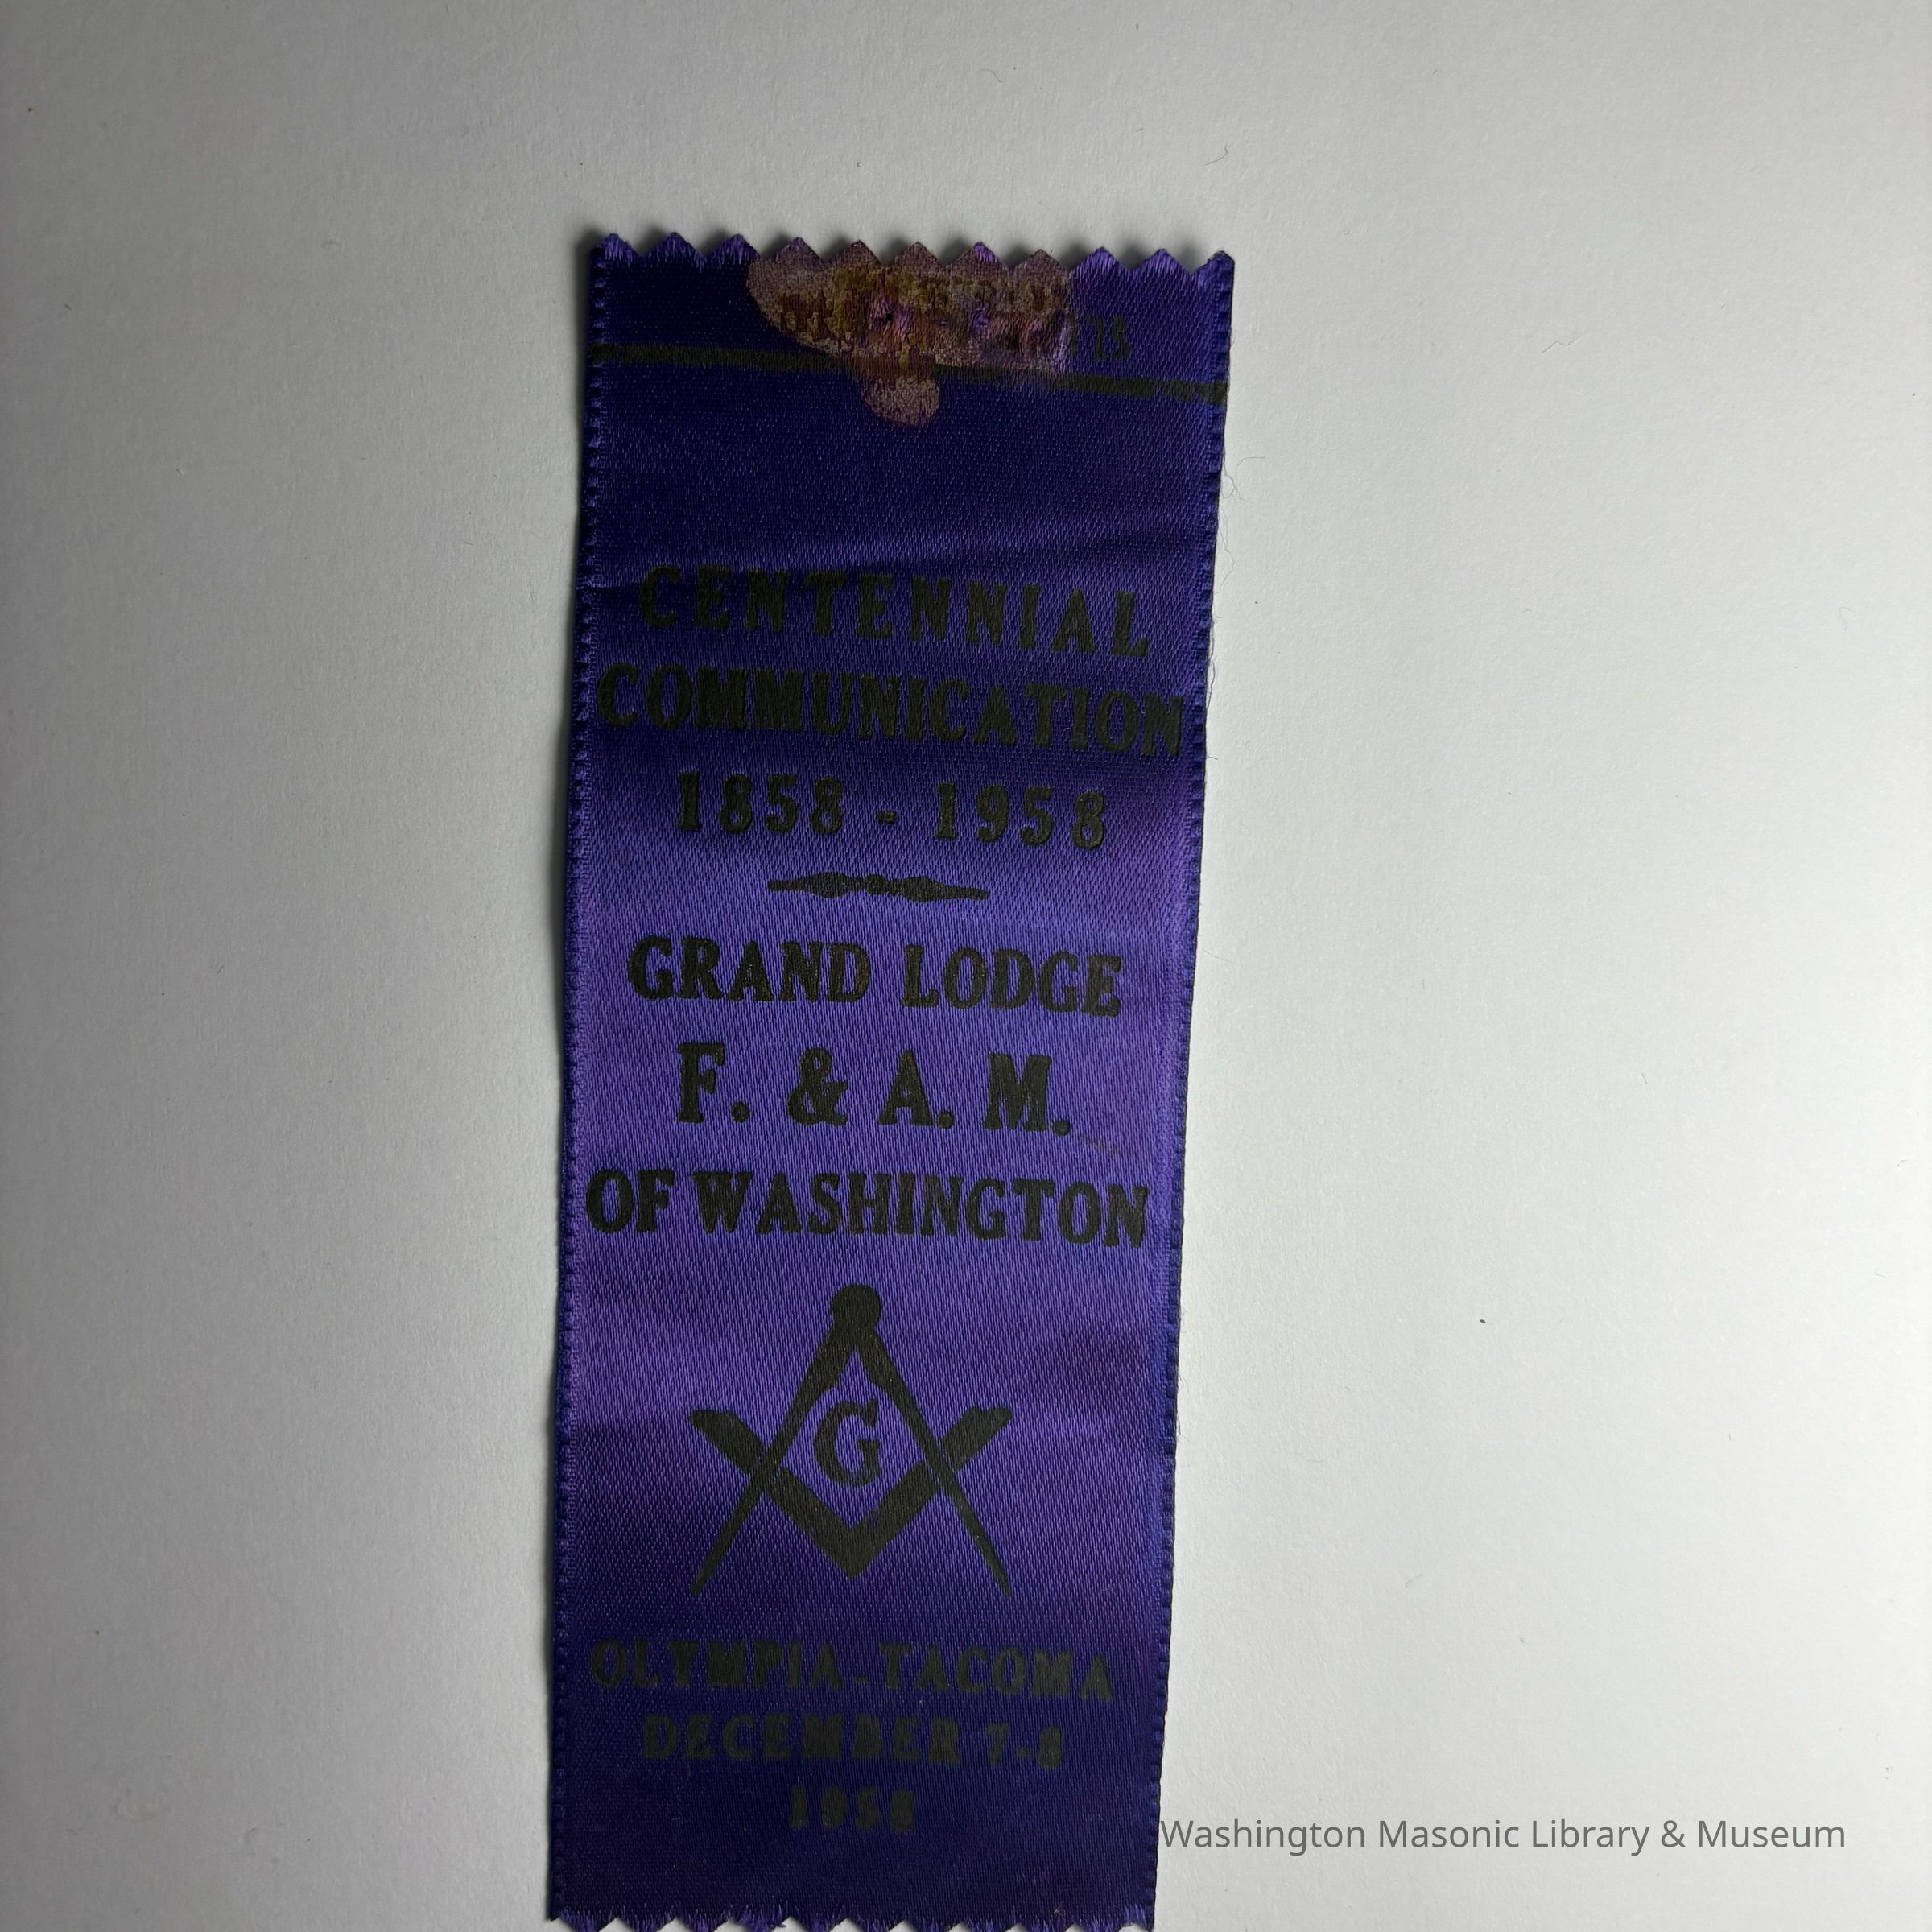 CENTENNIAL
COMMUNICATION
1858 - 1958
GRAND LODGE
F. & A. M.
OF WASHINGTON
G
OLYMPIA-TACOMA
DECEMBER 7-8
1958
Washington Masonic Library & Museum